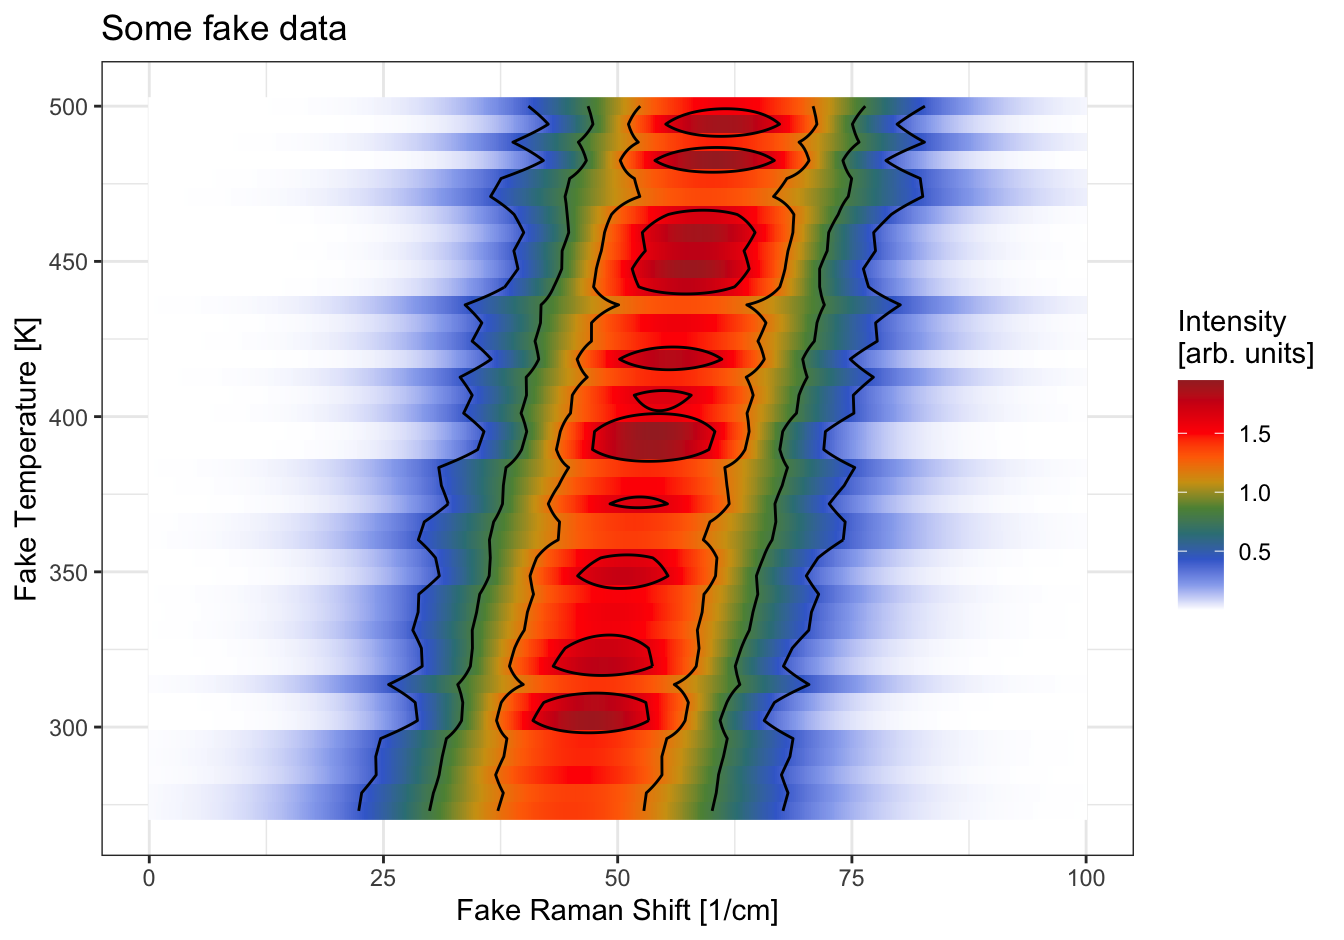 Some fake data
500
450
400
350
300
Fake Temperature [K]
0 25 50 75 100
Fake Raman Shift [1/cm]
Intensity
[arb. units]
1.5
1.0
0.5